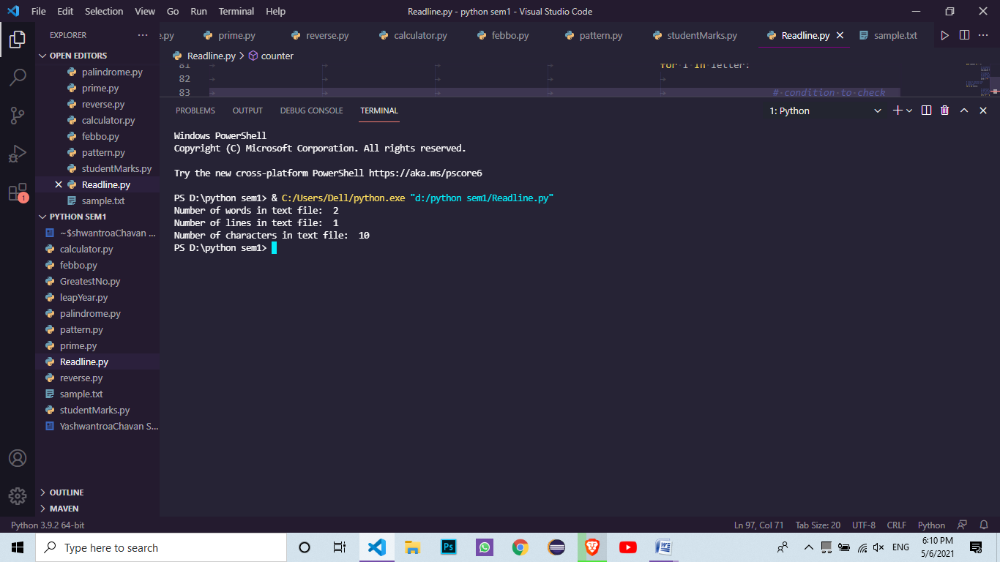 File Edit Selection View Go Run Terminal Help
Readline.py - python sem1 - Visual Studio Code
EXPLORER
e.py
prime.py
reverse.py
calculator.py
febbo.py
pattern.py
studentMarks.py
Readline.py
sample.txt
OPEN EDITORS
palindrome.py
prime.py
reverse.py
calculator.py
febbo.py
pattern.py
studentMarks.py
Readline.py
sample.txt
1
PYTHON SEM1
~$shwantroaChavan ...
calculator.py
febbo.py
GreatestNo.py
leapYear.py
palindrome.py
pattern.py
prime.py
Readline.py
reverse.py
sample.txt
studentMarks.py
YashwantroaChavan S...
OUTLINE
MAVEN
Readline.py > counter
81 for i in letter:
82
83 # condition to check
PROBLEMS OUTPUT DEBUG CONSOLE TERMINAL
1: Python
Windows PowerShell
Copyright (C) Microsoft Corporation. All rights reserved.
Try the new cross-platform PowerShell https://aka.ms/pscore6
PS D:\python sem1> & C:/Users/Dell/python.exe "d:/python sem1/Readline.py"
Number of words in text file:  2
Number of lines in text file:  1
Number of characters in text file:  10
PS D:\python sem1>
Python 3.9.2 64-bit
Ln 97, Col 71 Tab Size: 20 UTF-8 CRLF Python
Type here to search
Ps
ENG
6:10 PM
5/6/2021